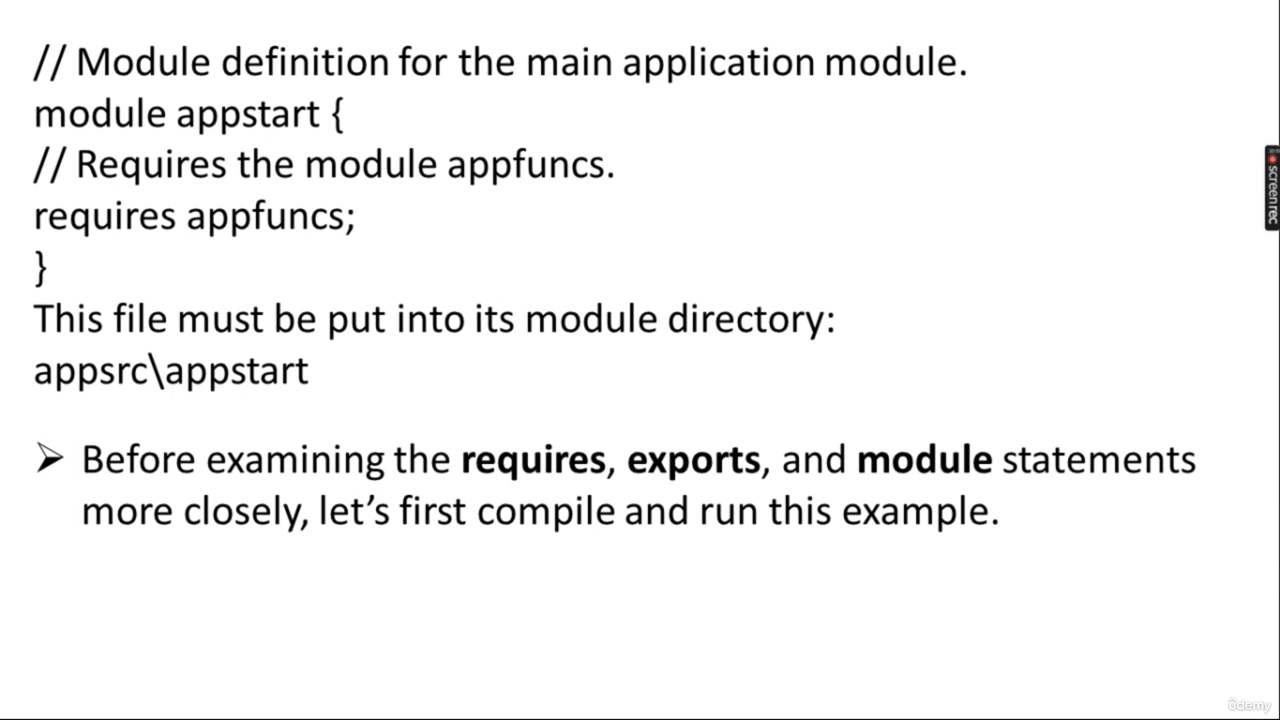 // Module definition for the main application module.
module appstart {
// Requires the module appfuncs.
requires appfuncs;
}
This file must be put into its module directory:
appsrc\appstart
➢ Before examining the requires, exports, and module statements
more closely, let’s first compile and run this example.
screenrec
ûdemy